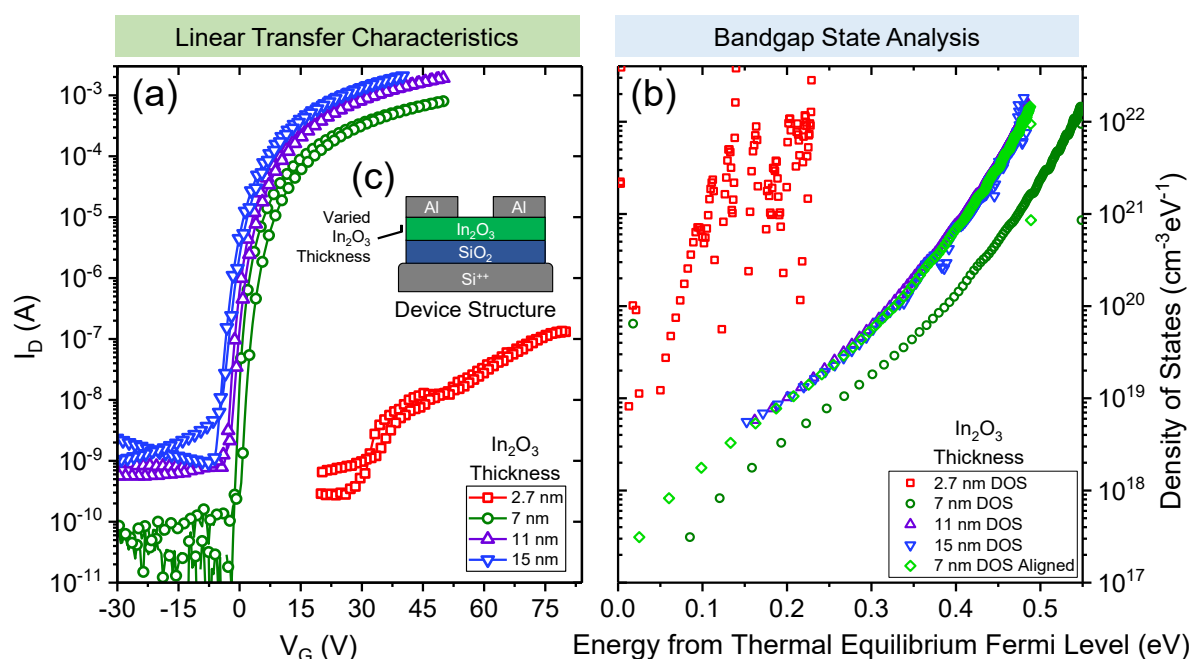 Linear Transfer Characteristics
Bandgap State Analysis
(a)
10⁻³
10⁻⁴
10⁻⁵
10⁻⁶
10⁻⁷
10⁻⁸
10⁻⁹
10⁻¹⁰
10⁻¹¹
I_D (A)
-30
-15
0
15
30
45
60
75
V_G (V)
(c)
Al
Al
Varied
In₂O₃
Thickness
In₂O₃
SiO₂
Si⁺⁺
Device Structure
In₂O₃
Thickness
2.7 nm
7 nm
11 nm
15 nm
(b)
In₂O₃
Thickness
2.7 nm DOS
7 nm DOS
11 nm DOS
15 nm DOS
7 nm DOS Aligned
10²²
10²¹
10²⁰
10¹⁹
10¹⁸
10¹⁷
Density of States (cm⁻³eV⁻¹)
0.0
0.1
0.2
0.3
0.4
0.5
Energy from Thermal Equilibrium Fermi Level (eV)